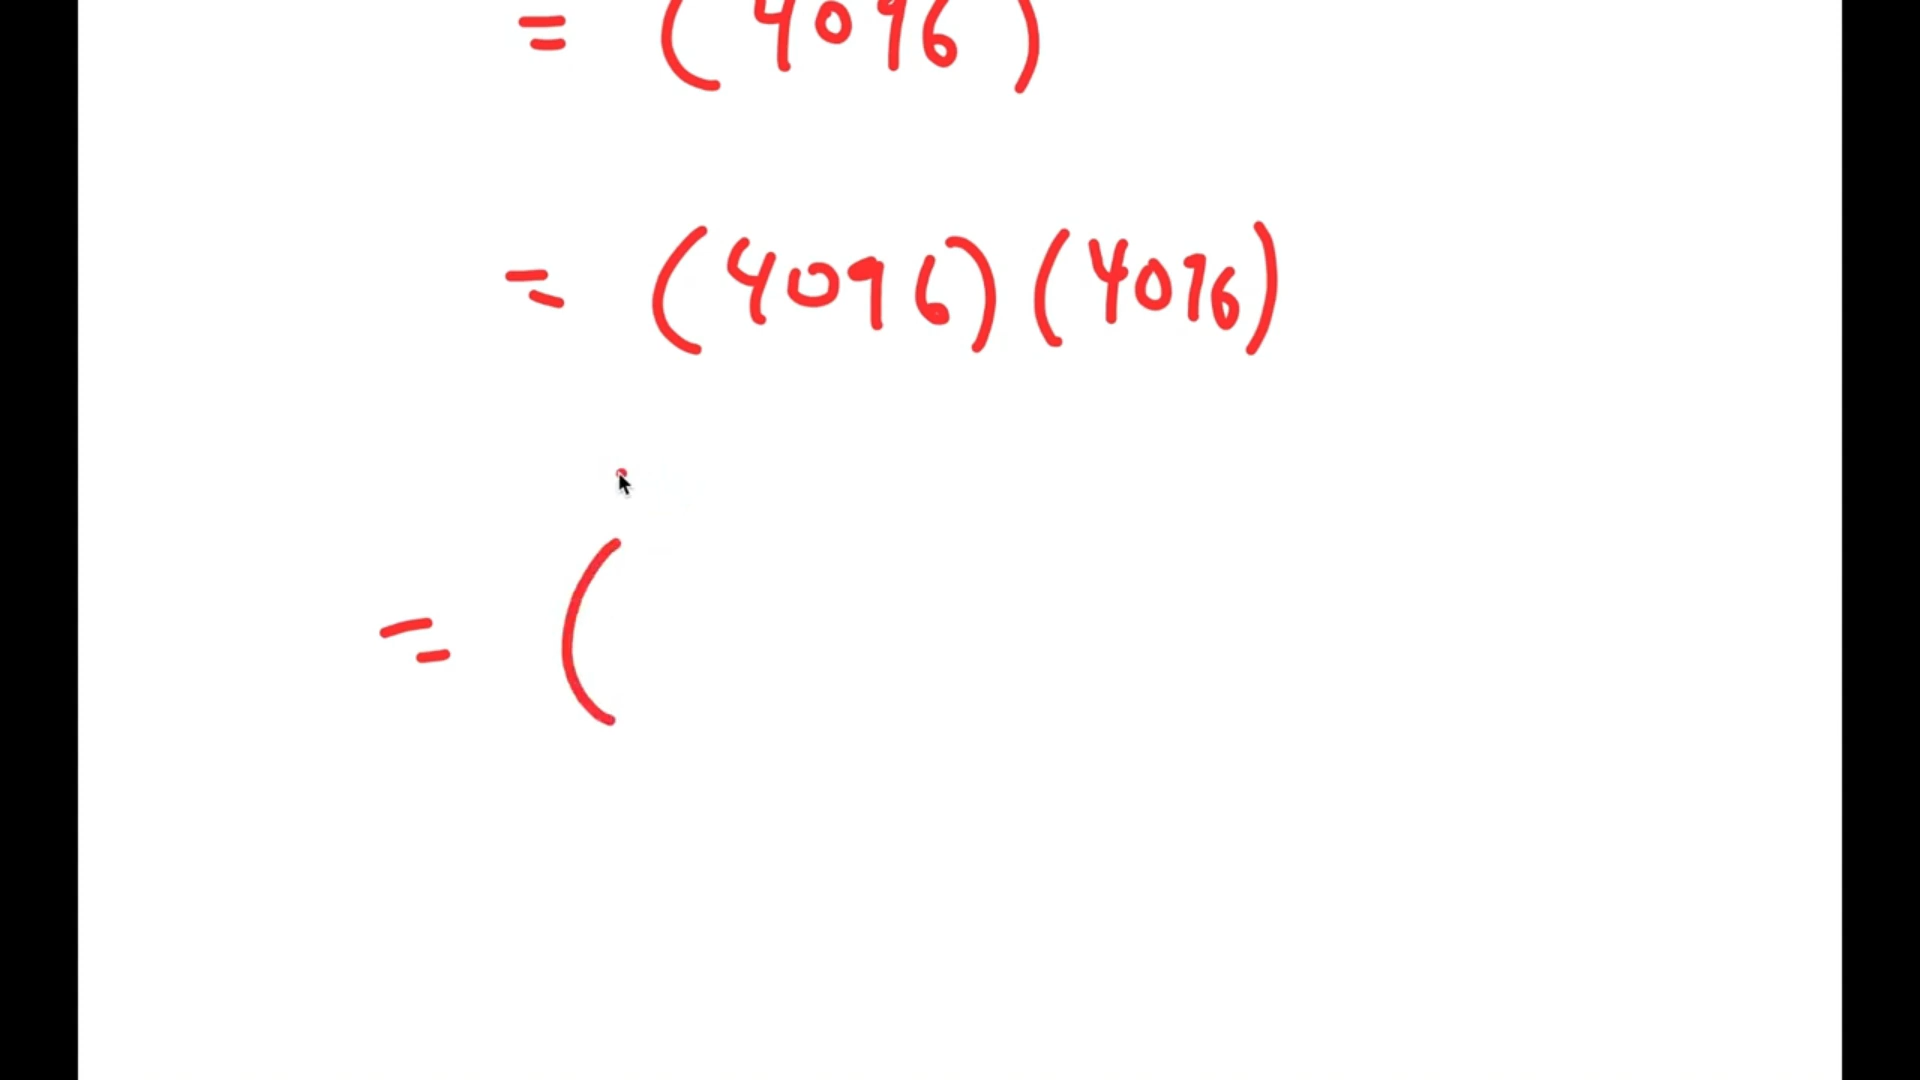 = (4096)
= (4096)(4096)
= (